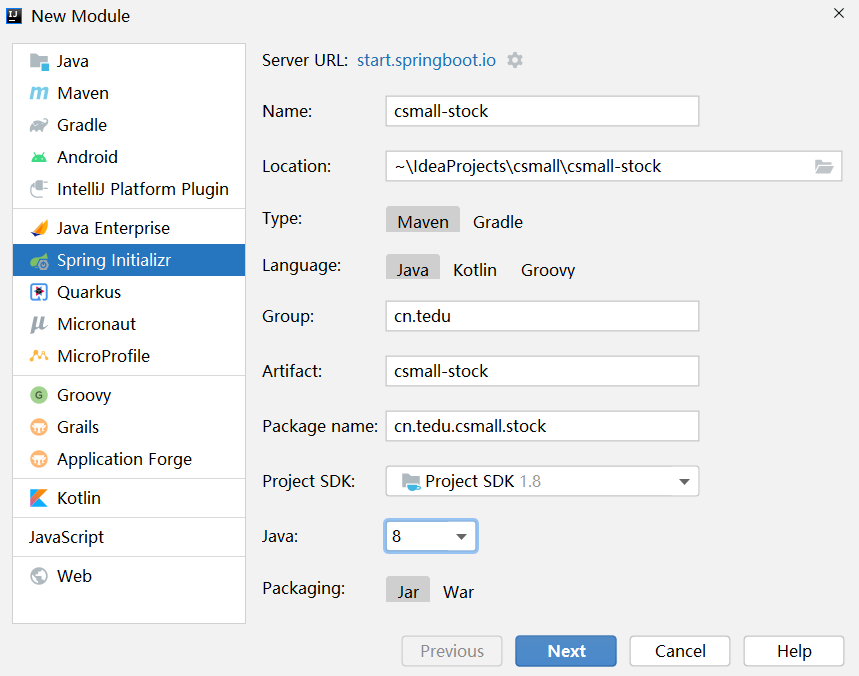 New Module
Java
Maven
Gradle
Android
IntelliJ Platform Plugin
Java Enterprise
Spring Initializr
Quarkus
Micronaut
MicroProfile
Groovy
Grails
Application Forge
Kotlin
JavaScript
Web
Server URL: start.springboot.io
Name: csmall-stock
Location: ~\IdeaProjects\csmall\csmall-stock
Type: Maven Gradle
Language: Java Kotlin Groovy
Group: cn.tedu
Artifact: csmall-stock
Package name: cn.tedu.csmall.stock
Project SDK: Project SDK 1.8
Java: 8
Packaging: Jar War
Previous Next Cancel Help